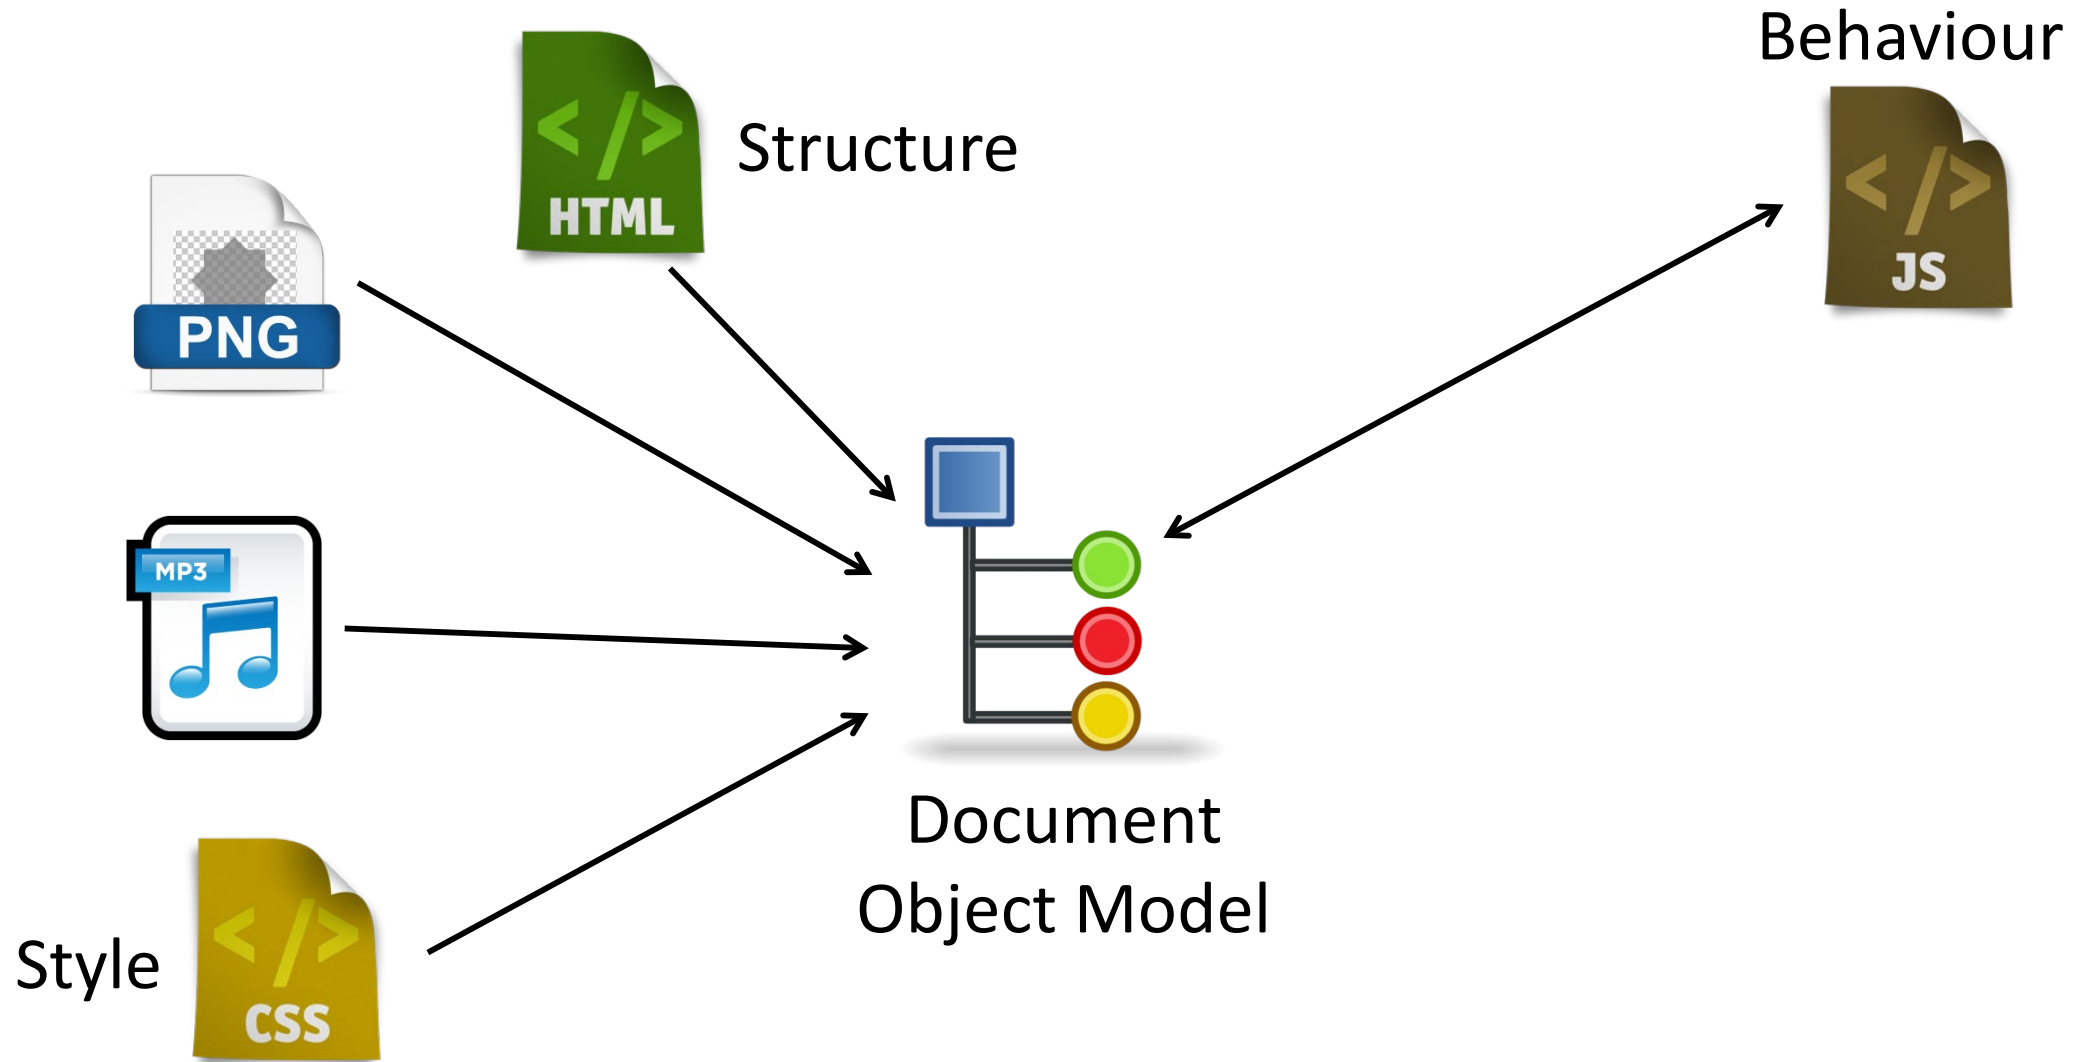 Behaviour
</>
HTML
Structure
</>
JS
PNG
MP3
Document
Object Model
Style
</>
CSS